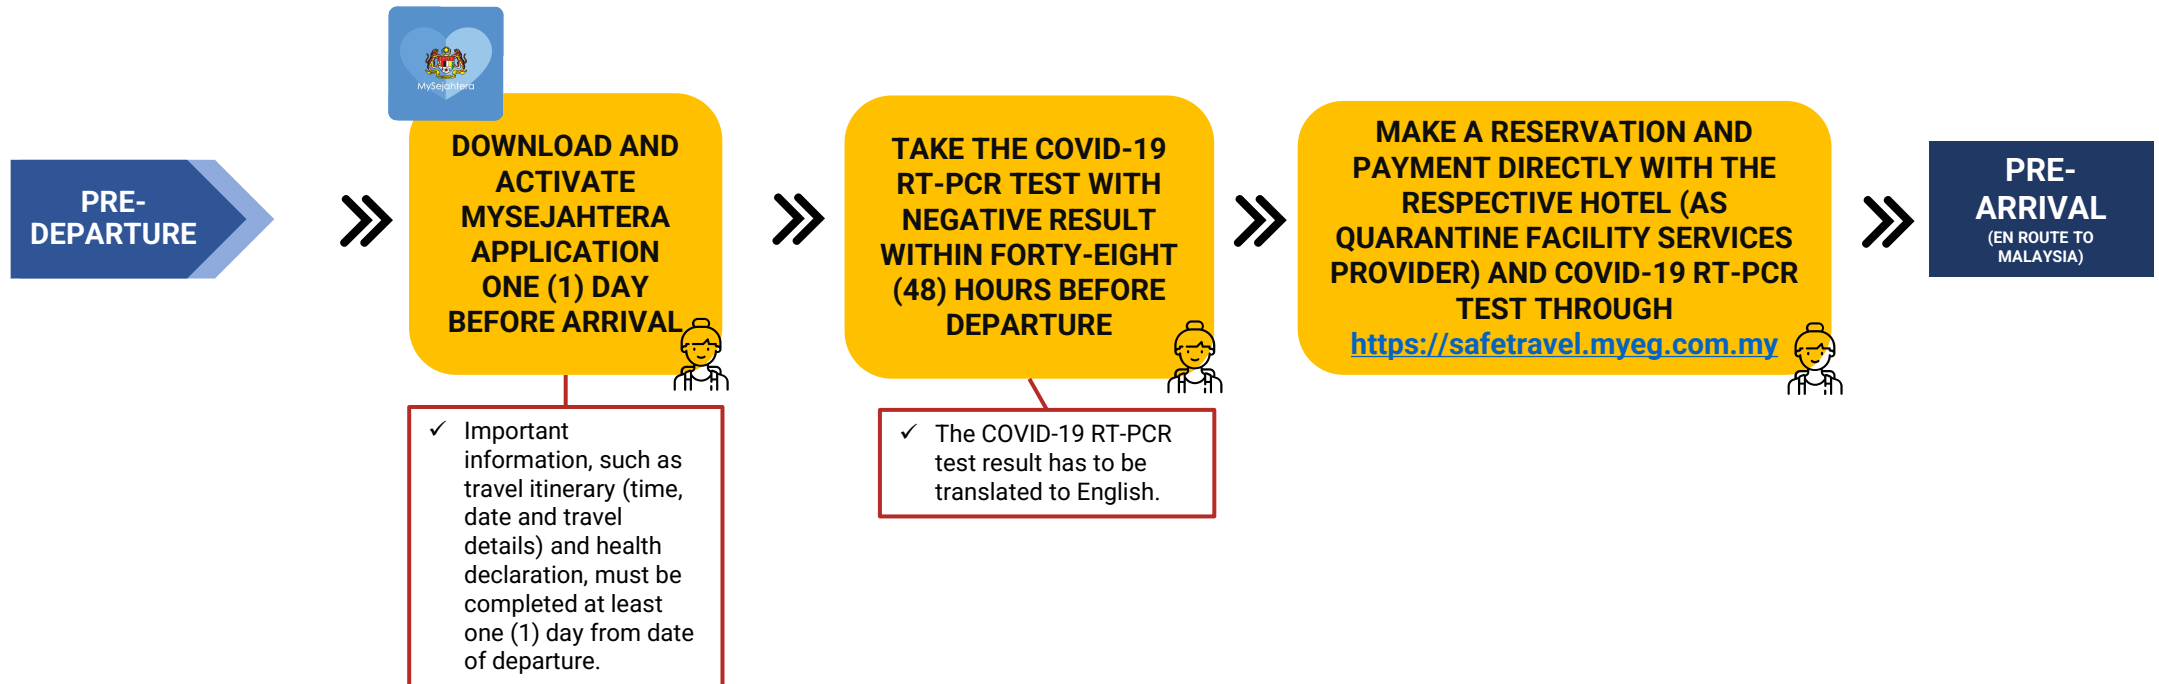 MySejahtera
PRE-
DEPARTURE
DOWNLOAD AND
ACTIVATE
MYSEJAHTERA
APPLICATION
ONE (1) DAY
BEFORE ARRIVAL
✓ Important
information, such as
travel itinerary (time,
date and travel
details) and health
declaration, must be
completed at least
one (1) day from date
of departure.
TAKE THE COVID-19
RT-PCR TEST WITH
NEGATIVE RESULT
WITHIN FORTY-EIGHT
(48) HOURS BEFORE
DEPARTURE
✓ The COVID-19 RT-PCR
test result has to be
translated to English.
MAKE A RESERVATION AND
PAYMENT DIRECTLY WITH THE
RESPECTIVE HOTEL (AS
QUARANTINE FACILITY SERVICES
PROVIDER) AND COVID-19 RT-PCR
TEST THROUGH
https://safetravel.myeg.com.my
PRE-
ARRIVAL
(EN ROUTE TO
MALAYSIA)